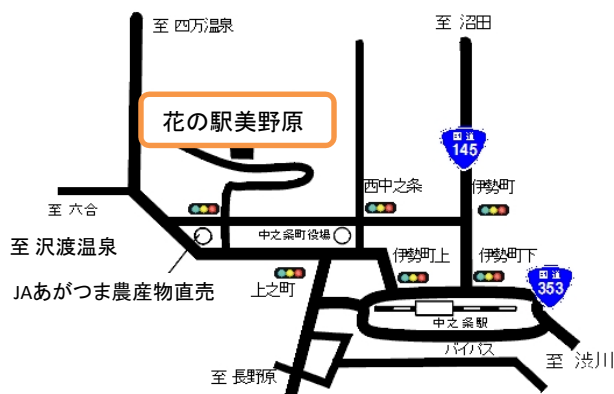 至 四万温泉
至 沼田
花の駅美野原
国道
145
西中之条
伊勢町
至 六合
中之条町役場
至 沢渡温泉
伊勢町上
伊勢町下
JAあがつま農産物直売
上之町
国道
353
中之条駅
バイパス
至 渋川
至 長野原